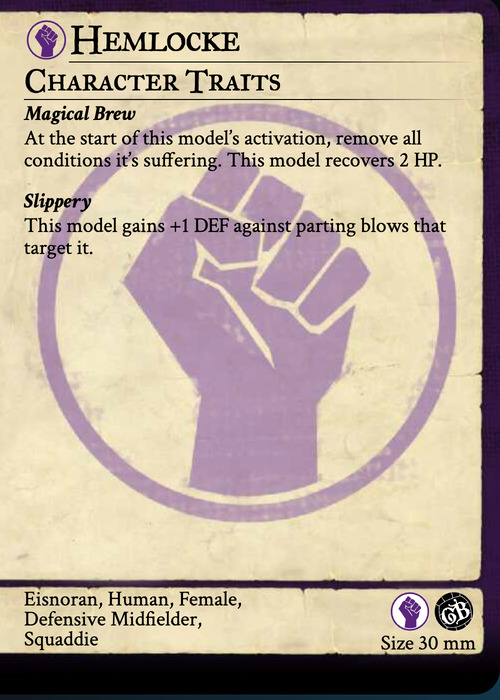 Hemlocke
Character Traits
Magical Brew
At the start of this model's activation, remove all
conditions it's suffering. This model recovers 2 HP.
Slippery
This model gains +1 DEF against parting blows that
target it.
Eisnoran, Human, Female,
Defensive Midfielder,
Squaddie
GB
Size 30 mm